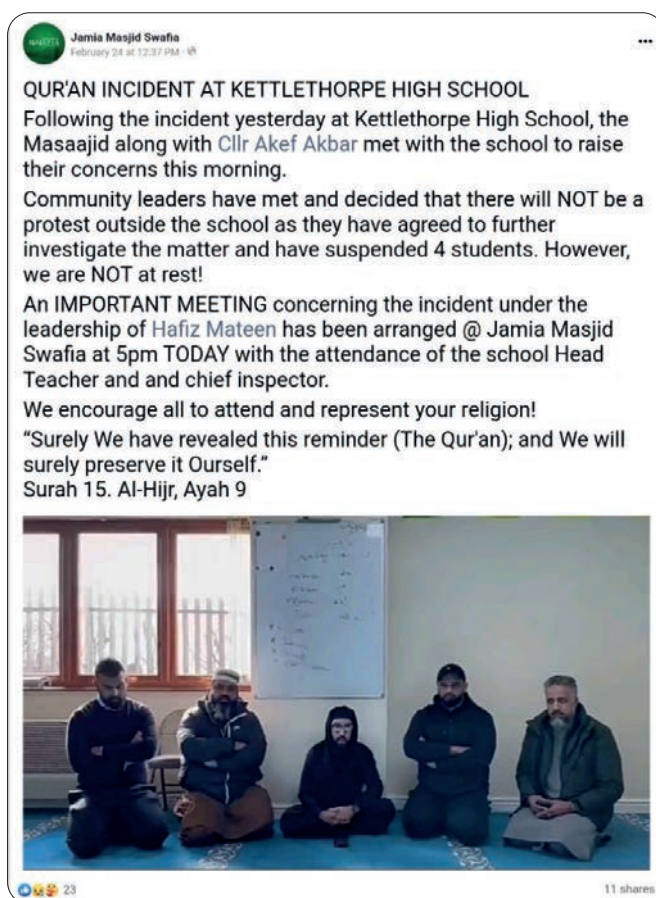 Jamia Masjid Swafia
February 24 at 12:37 PM
QUR'AN INCIDENT AT KETTLETHORPE HIGH SCHOOL
Following the incident yesterday at Kettlethorpe High School, the
Masaajid along with Cllr Akef Akbar met with the school to raise
their concerns this morning.
Community leaders have met and decided that there will NOT be a
protest outside the school as they have agreed to further
investigate the matter and have suspended 4 students. However,
we are NOT at rest!
An IMPORTANT MEETING concerning the incident under the
leadership of Hafiz Mateen has been arranged @ Jamia Masjid
Swafia at 5pm TODAY with the attendance of the school Head
Teacher and and chief inspector.
We encourage all to attend and represent your religion!
“Surely We have revealed this reminder (The Qur'an); and We will
surely preserve it Ourself.”
Surah 15. Al-Hijr, Ayah 9
23
11 shares